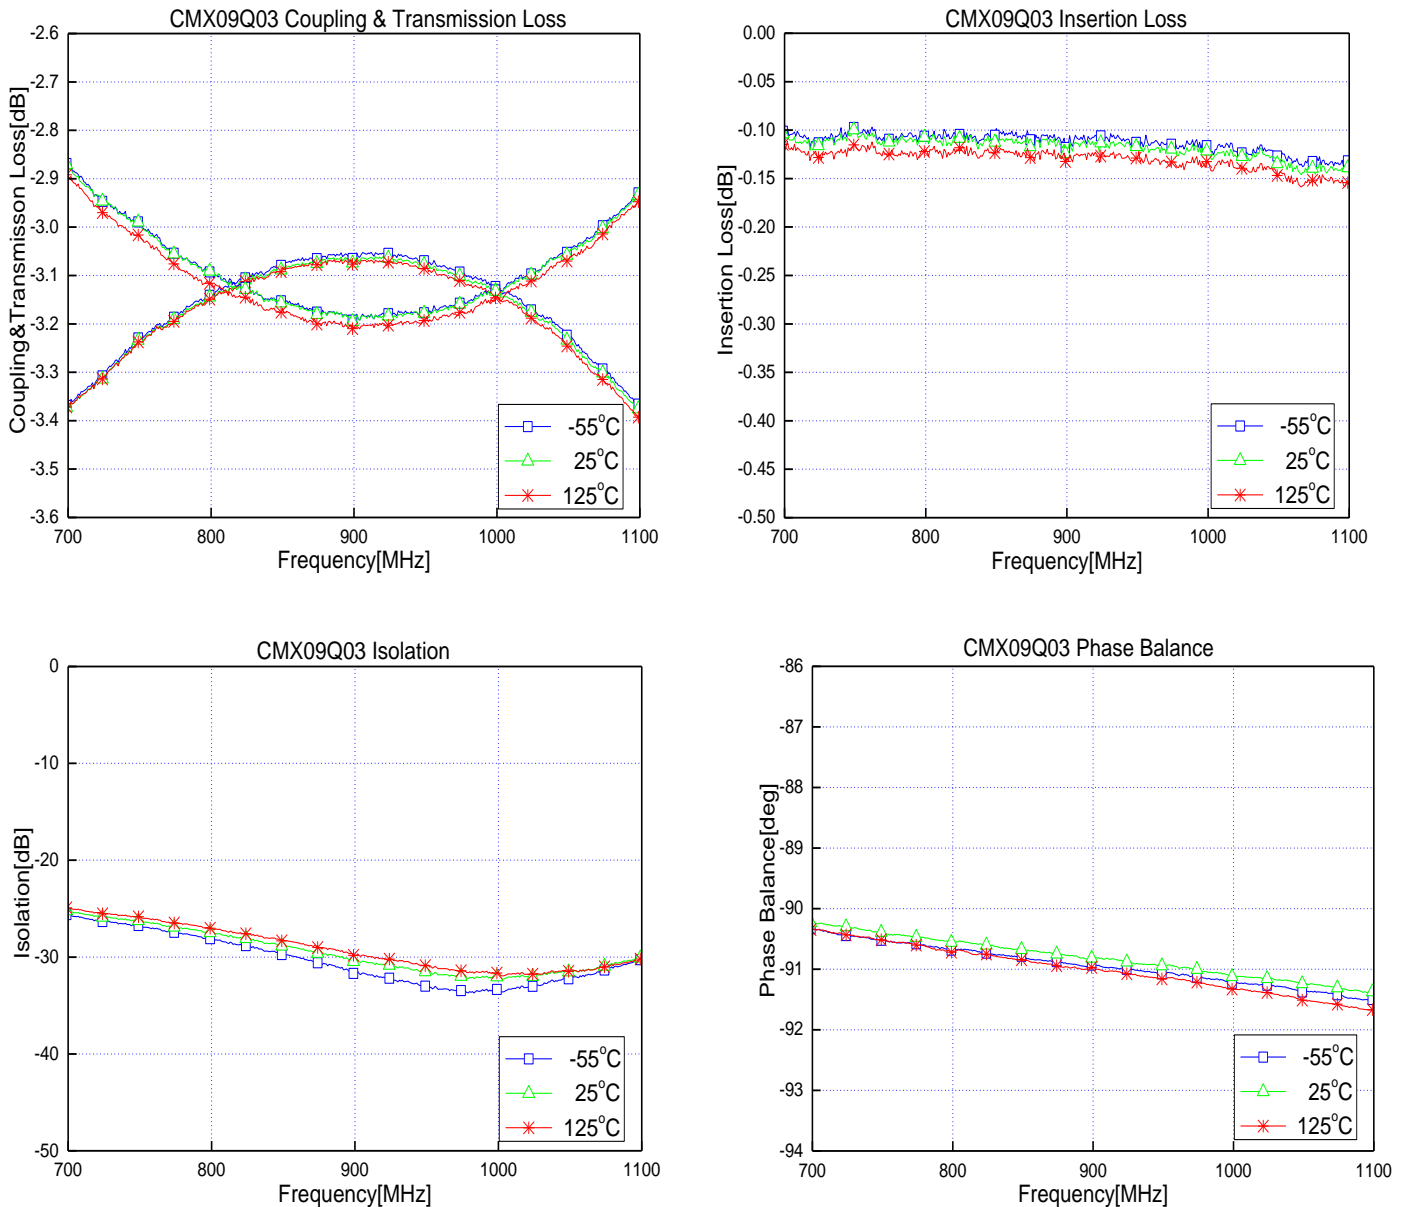 CMX09Q03 Coupling & Transmission Loss
-2.6
-2.7
-2.8
-2.9
-3.0
-3.1
-3.2
-3.3
-3.4
-3.5
-3.6
Coupling&Transmisson Loss[dB]
-55°C
25°C
125°C
700
800
900
1000
1100
Frequency[MHz]
CMX09Q03 Insertion Loss
0.00
-0.05
-0.10
-0.15
-0.20
-0.25
-0.30
-0.35
-0.40
-0.45
-0.50
Insertion Loss[dB]
-55°C
25°C
125°C
700
800
900
1000
1100
Frequency[MHz]
CMX09Q03 Isolation
0
-10
-20
-30
-40
-50
Isolation[dB]
-55°C
25°C
125°C
700
800
900
1000
1100
Frequency[MHz]
CMX09Q03 Phase Balance
-86
-87
-88
-89
-90
-91
-92
-93
-94
Phase Balance[deg]
-55°C
25°C
125°C
700
800
900
1000
1100
Frequency[MHz]